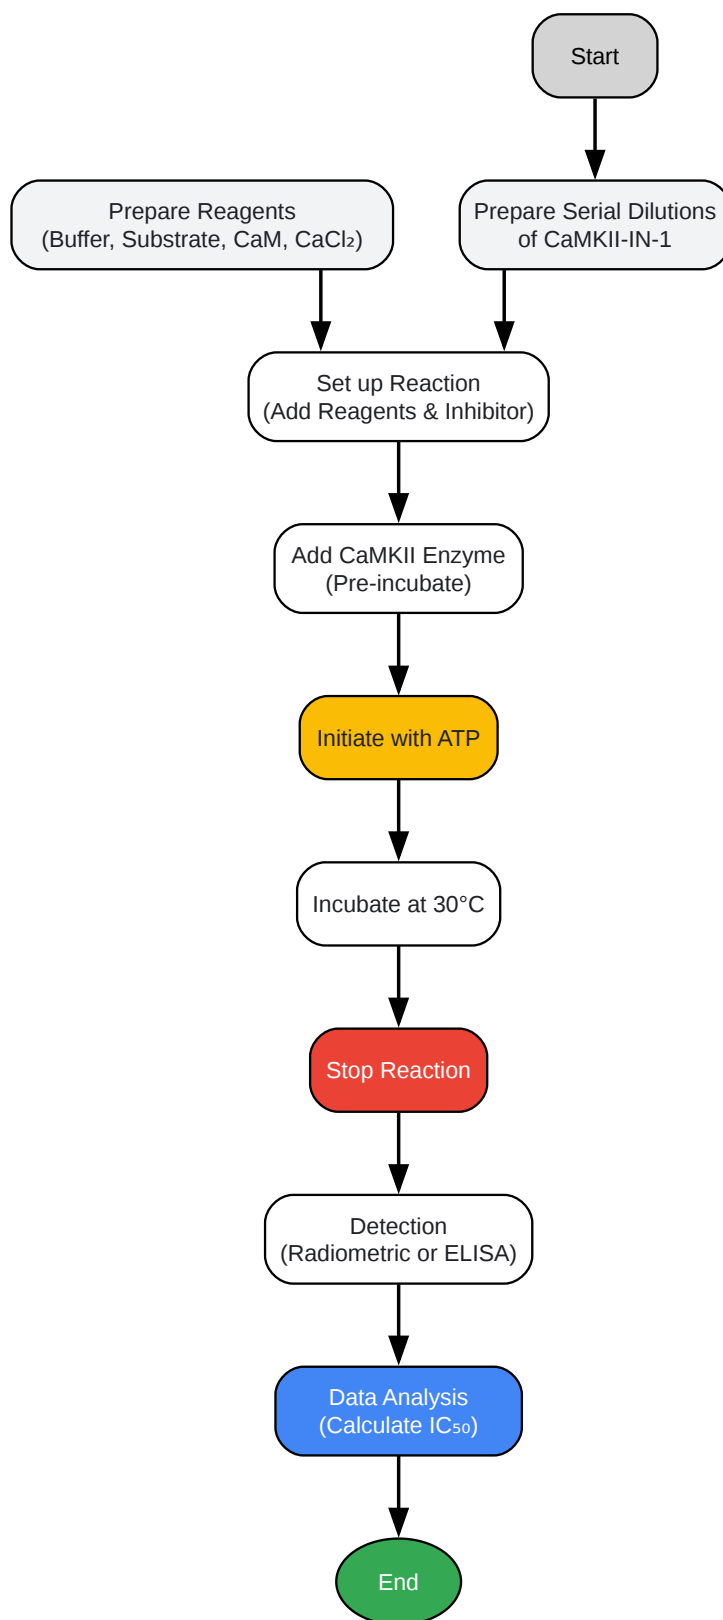 Start
Prepare Reagents
(Buffer, Substrate, CaM, CaCl₂)
Prepare Serial Dilutions
of CaMKII-IN-1
Set up Reaction
(Add Reagents & Inhibitor)
Add CaMKII Enzyme
(Pre-incubate)
Initiate with ATP
Incubate at 30°C
Stop Reaction
Detection
(Radiometric or ELISA)
Data Analysis
(Calculate IC₅₀)
End